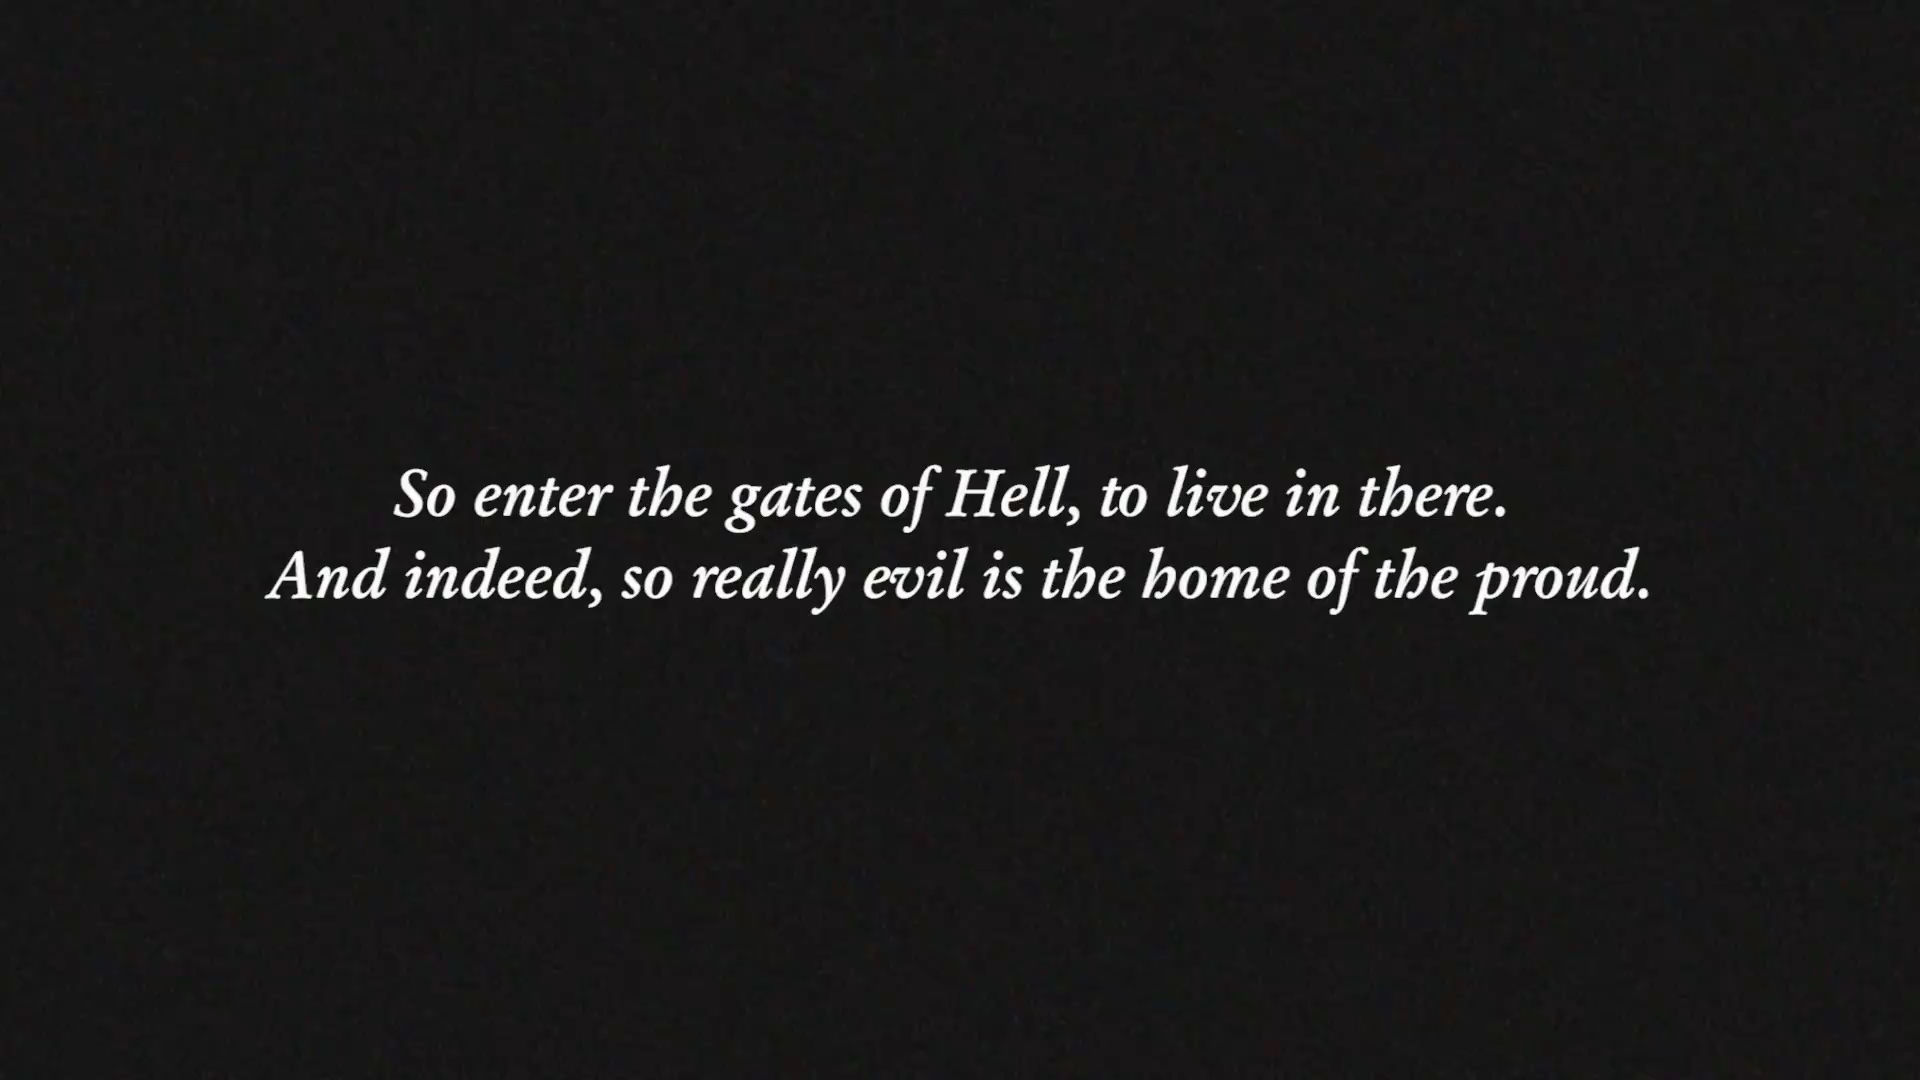 So enter the gates of Hell, to live in there.
And indeed, so really evil is the home of the proud.